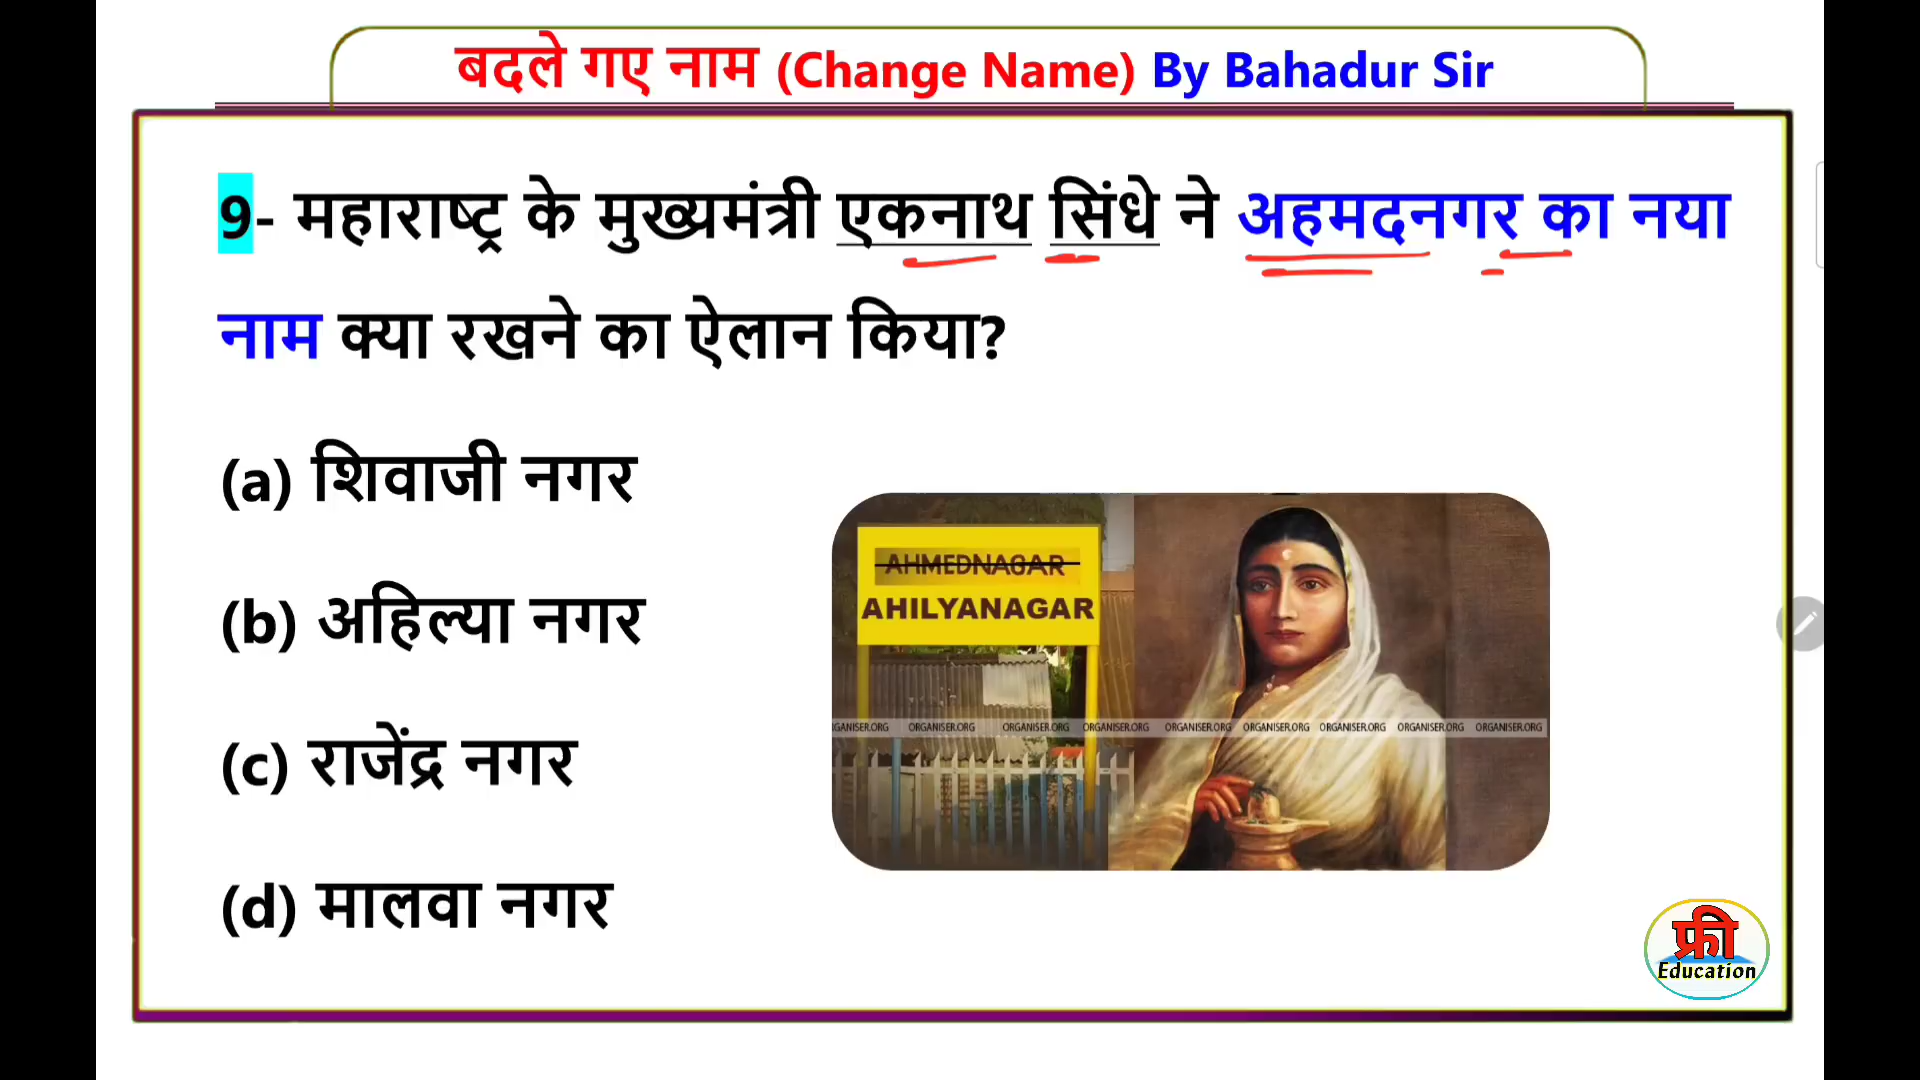 बदले गए नाम (Change Name) By Bahadur Sir
9- महाराष्ट्र के मुख्यमंत्री एकनाथ सिंधे ने अहमदनगर का नया
नाम क्या रखने का ऐलान किया?
(a) शिवाजी नगर
(b) अहिल्या नगर
(c) राजेंद्र नगर
(d) मालवा नगर
AHMEDNAGAR
AHILYANAGAR
ORGANISER.ORG ORGANISER.ORG ORGANISER.ORG ORGANISER.ORG ORGANISER.ORG ORGANISER.ORG ORGANISER.ORG ORGANISER.ORG
फ्री
Education